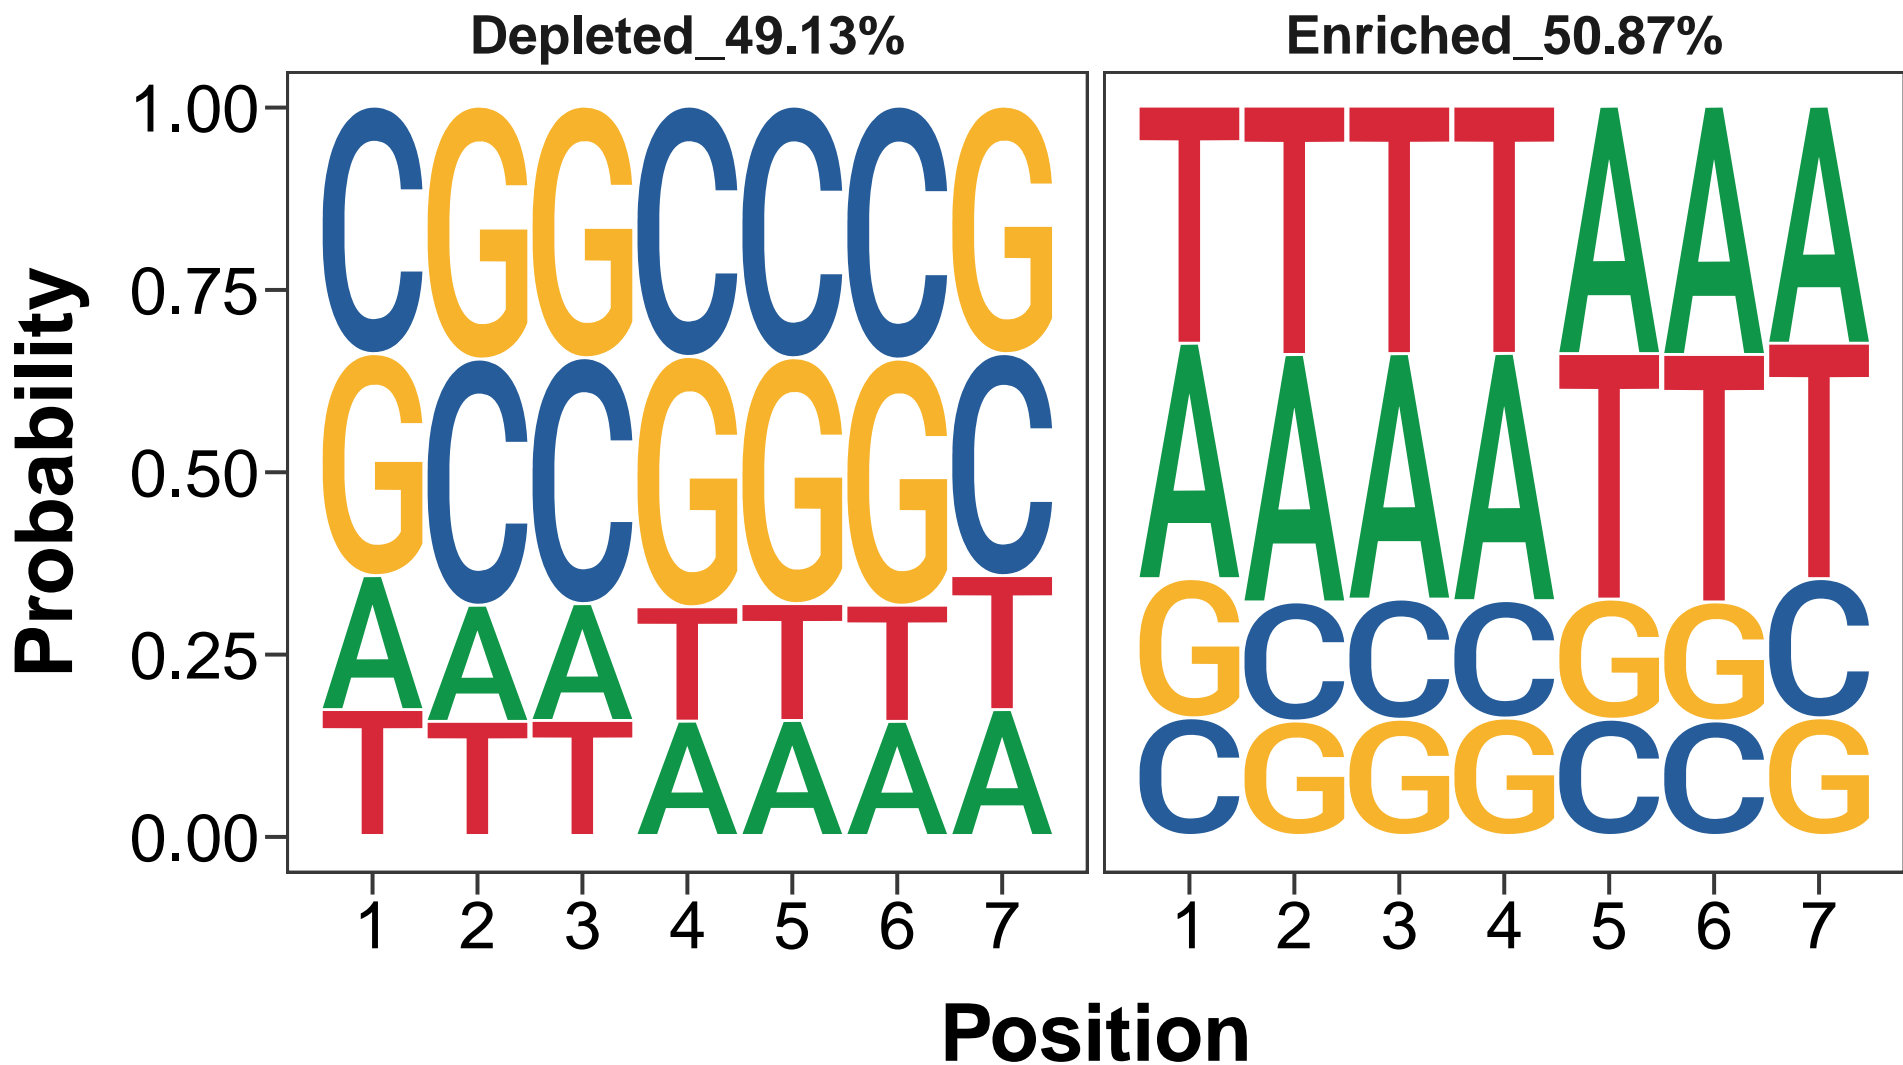 Depleted_49.13% Enriched_50.87%
Probability
1.00
0.75
0.50
0.25
0.00
CGGCCCG
GCCGGGC
AAATTTT
TTTAAAA
TTTTAAA
AAAATTT
GCCCGGC
CGGGCCG
1 2 3 4 5 6 7 1 2 3 4 5 6 7
Position